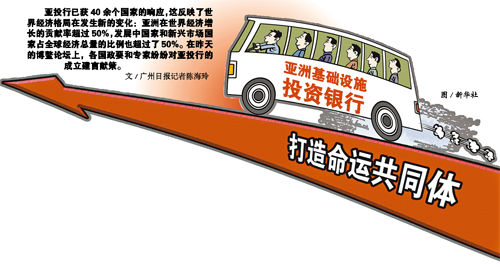 亚投行已获 40 余个国家的响应,这反映了世
界经济格局在发生新的变化：亚洲在世界经济增
长的贡献率超过 50%,发展中国家和新兴市场国
家占全球经济总量的比例也超过了 50%。在昨天
的博鳌论坛上，各国政要和专家纷纷对亚投行的
成立建言献策。
文／广州日报记者陈海玲
亚洲基础设施
投资银行
图／新华社
打造命运共同体